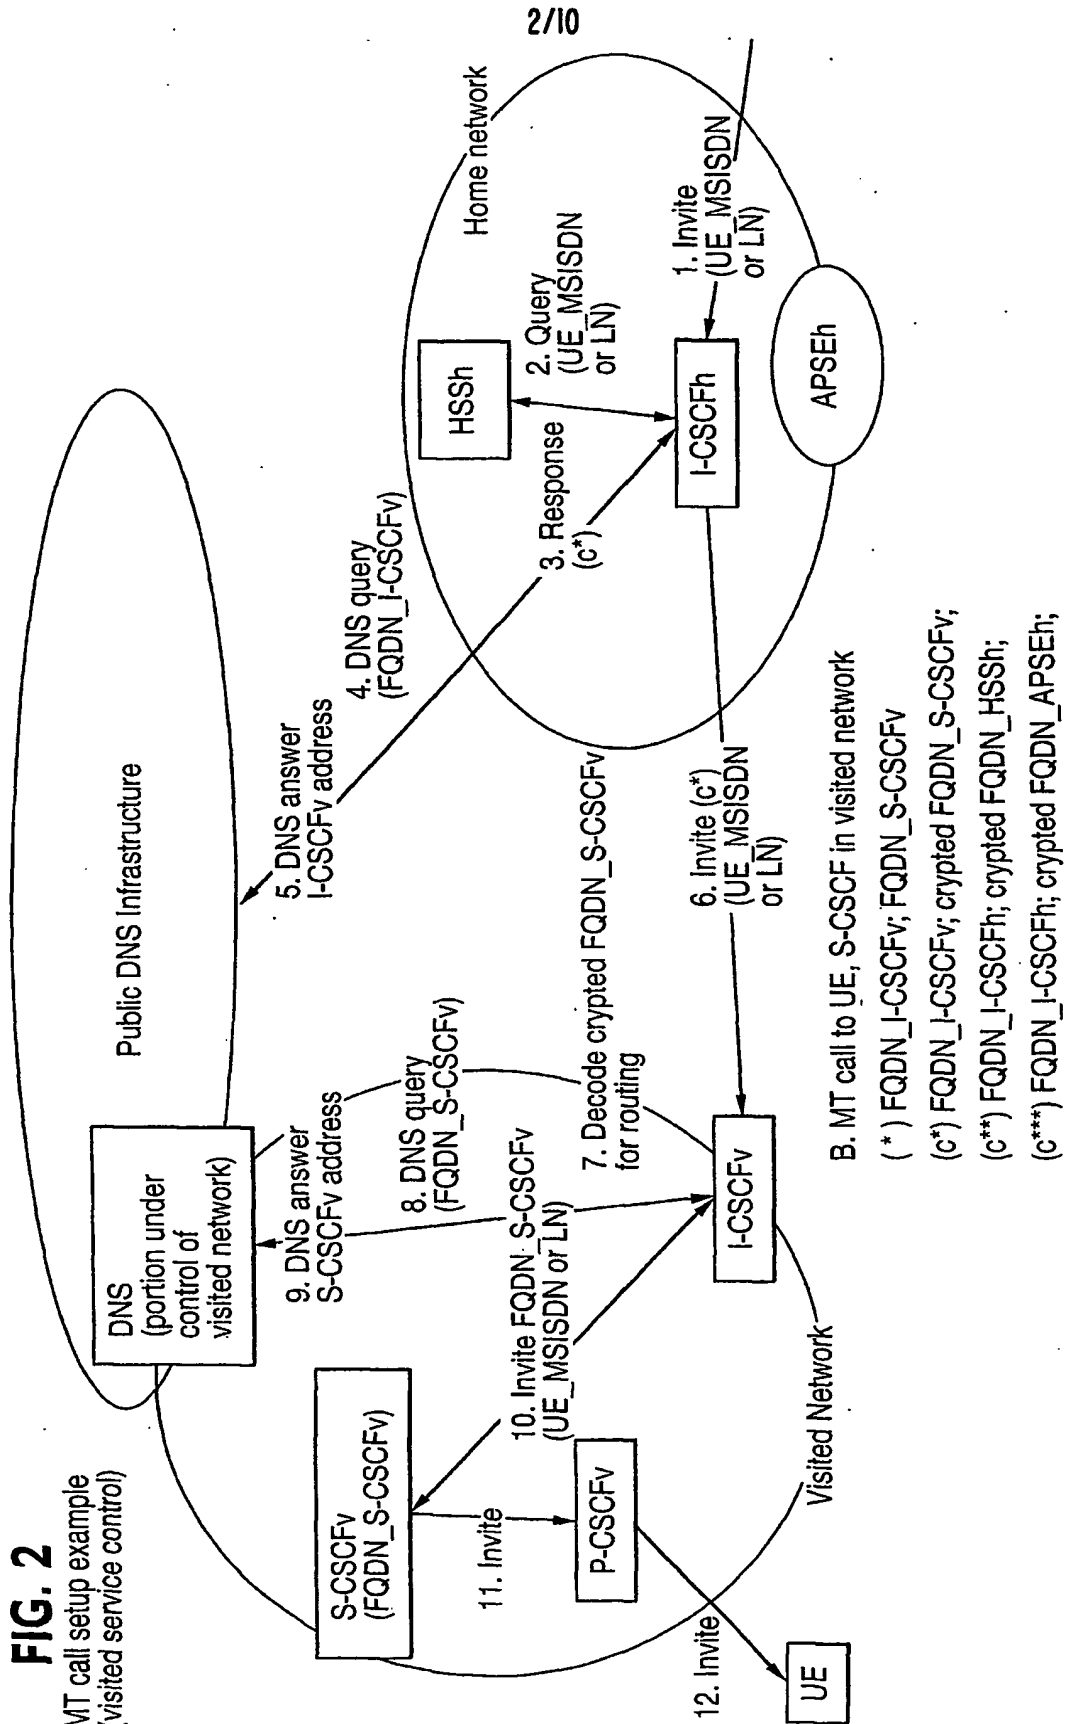 2/10
FIG. 2
MT call setup example
(visited service control)
Public DNS Infrastructure
DNS
(portion under
control of
visited network)
5. DNS answer
I-CSCFv address
4. DNS query
(FQDN_I-CSCFv)
Home network
HSSh
2. Query
(UE_MSISDN
or LN)
3. Response
(c*)
1. Invite
(UE_MSISDN
or LN)
I-CSCFh
APSEh
9. DNS answer
S-CSCFv address
8. DNS query
(FQDN_S-CSCFv)
7. Decode crypted FQDN_S-CSCFv
for routing
6. Invite (c*)
(UE_MSISDN
or LN)
S-CSCFv
(FQDN_S-CSCFv)
10. Invite FQDN_S-CSCFv
(UE_MSISDN or LN)
11. Invite
P-CSCFv
I-CSCFv
12. Invite
UE
Visited Network
B. MT call to UE, S-CSCF in visited network
(*) FQDN_I-CSCFv; FQDN_S-CSCFv
(c*) FQDN_I-CSCFv; crypted FQDN_S-CSCFv;
(c**) FQDN_I-CSCFh; crypted FQDN_HSSh;
(c***) FQDN_I-CSCFh; crypted FQDN_APSEh;